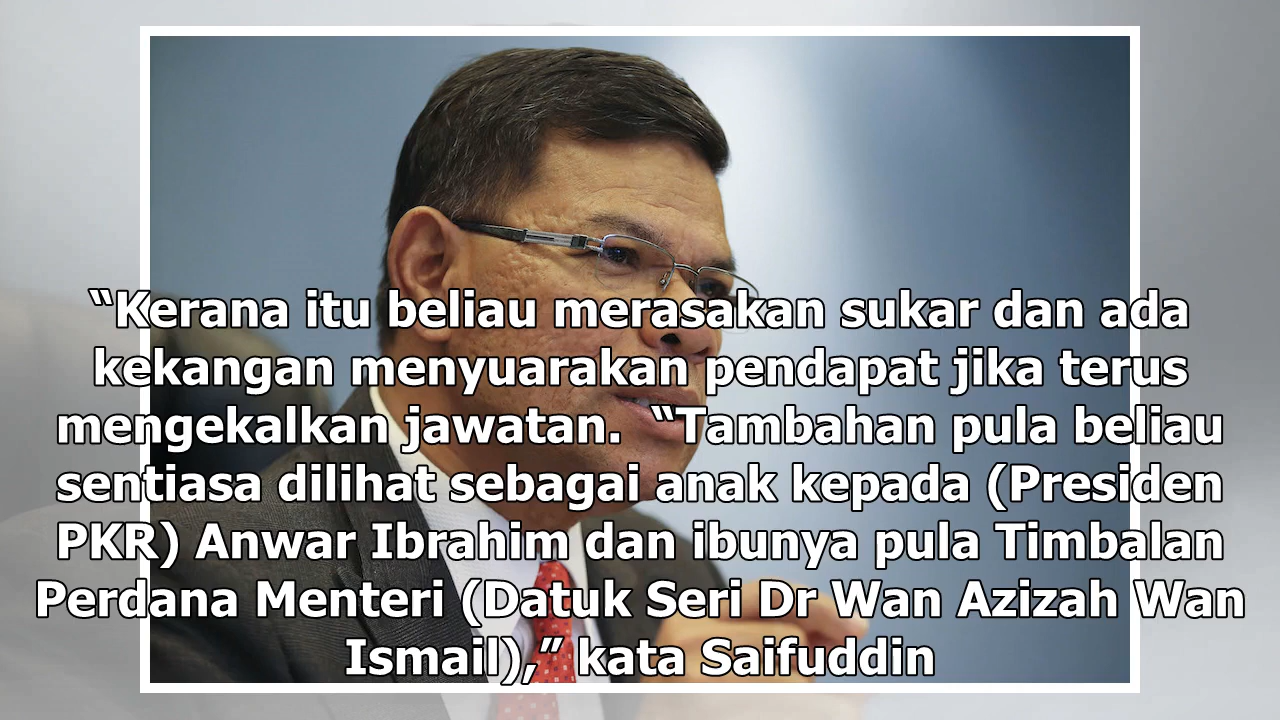 “Kerana itu beliau merasakan sukar dan ada
kekangan menyuarakan pendapat jika terus
mengekalkan jawatan.  “Tambahan pula beliau
sentiasa dilihat sebagai anak kepada (Presiden
PKR) Anwar Ibrahim dan ibunya pula Timbalan
Perdana Menteri (Datuk Seri Dr Wan Azizah Wan
Ismail),” kata Saifuddin